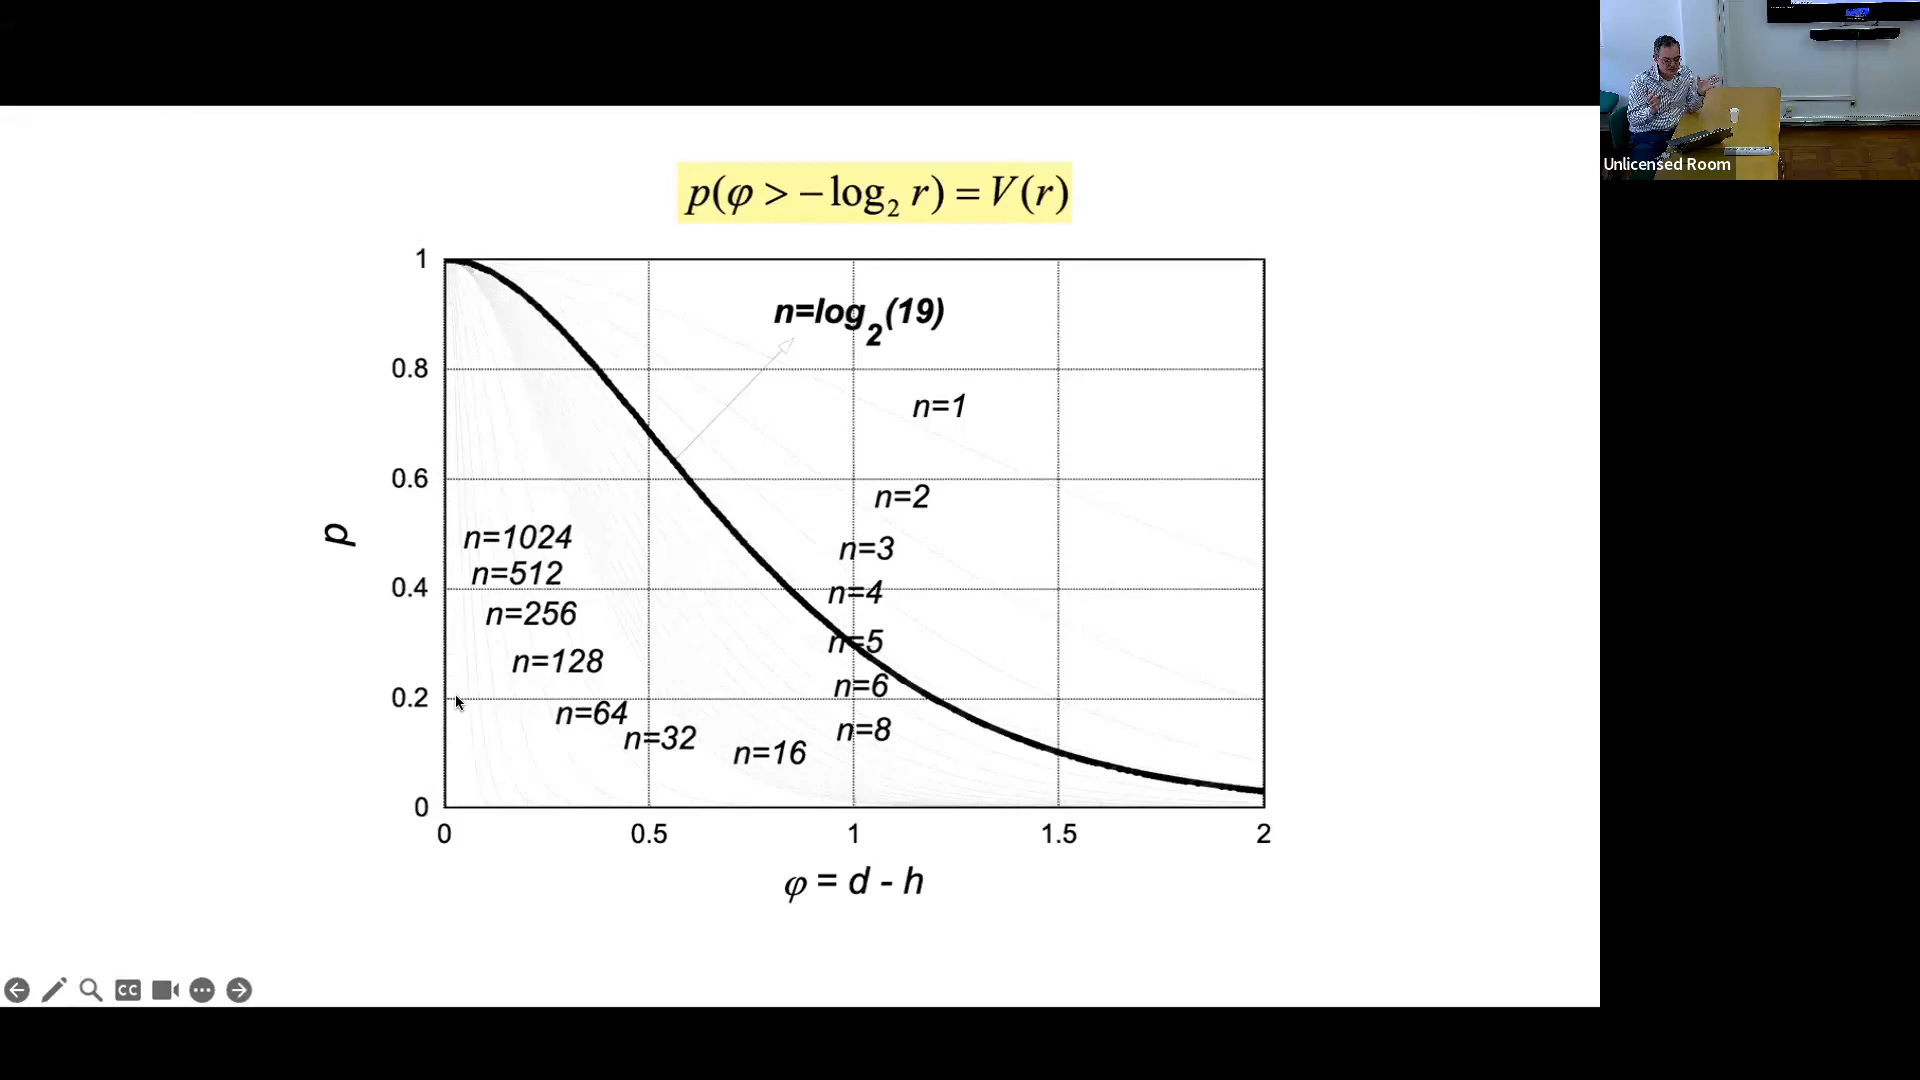 Unlicensed Room
p(φ > − log₂ r) = V(r)
1
0.8
0.6
0.4
0.2
0
p
n=log₂(19)
n=1
n=2
n=3
n=4
n=5
n=6
n=8
n=1024
n=512
n=256
n=128
n=64
n=32
n=16
0 0.5 1 1.5 2
φ = d - h
CC